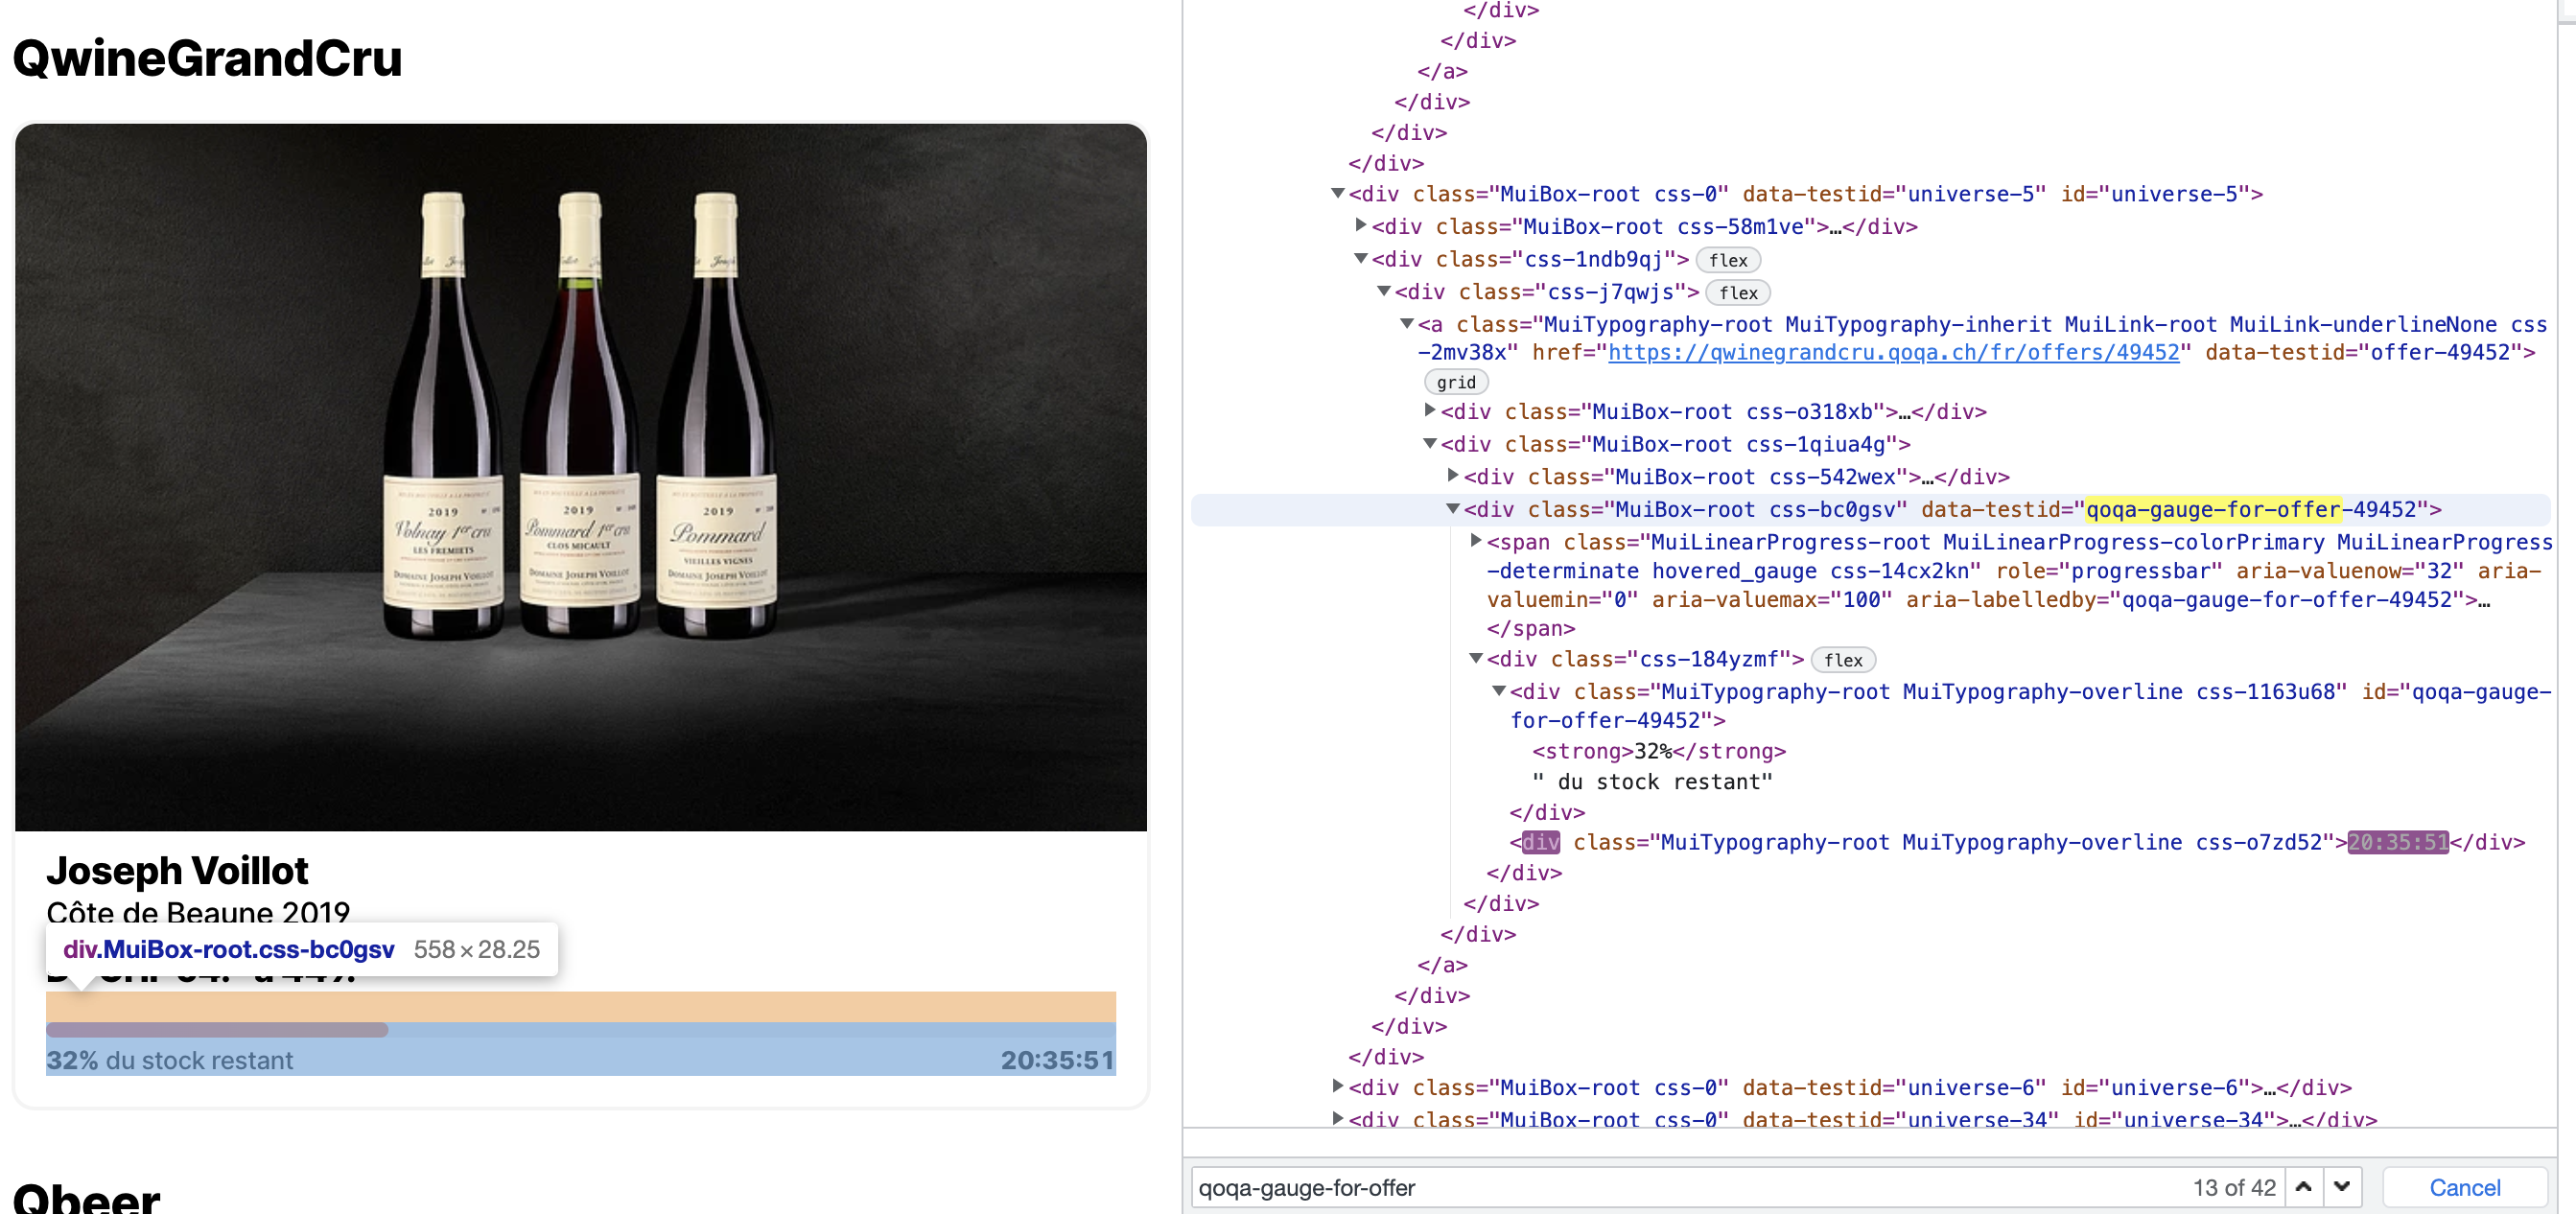 QwineGrandCru
2019
Volnay 1er cru
LES FREMIETS
DOMAINE JOSEPH VOILLOT
2019
Pommard 1er cru
CLOS MICAULT
DOMAINE JOSEPH VOILLOT
2019
Pommard
VIEILLES VIGNES
DOMAINE JOSEPH VOILLOT
Joseph Voillot
Côte de Beaune 2019
div.MuiBox-root.css-bc0gsv 558 × 28.25
32% du stock restant
20:35:51
Qbeer
</div>
</div>
</a>
</div>
</div>
</div>
▼<div class="MuiBox-root css-0" data-testid="universe-5" id="universe-5">
▶<div class="MuiBox-root css-58m1ve">…</div>
▼<div class="css-1ndb9qj"> flex
▼<div class="css-j7qwjs"> flex
▼<a class="MuiTypography-root MuiTypography-inherit MuiLink-root MuiLink-underlineNone css
-2mv38x" href="https://qwinegrandcru.qoqa.ch/fr/offers/49452" data-testid="offer-49452">
grid
▶<div class="MuiBox-root css-o318xb">…</div>
▼<div class="MuiBox-root css-1qiua4g">
▶<div class="MuiBox-root css-542wex">…</div>
▼<div class="MuiBox-root css-bc0gsv" data-testid="qoqa-gauge-for-offer-49452">
▶<span class="MuiLinearProgress-root MuiLinearProgress-colorPrimary MuiLinearProgress
-determinate hovered_gauge css-14cx2kn" role="progressbar" aria-valuenow="32" aria-
valuemin="0" aria-valuemax="100" aria-labelledby="qoqa-gauge-for-offer-49452">…
</span>
▼<div class="css-184yzmf"> flex
▼<div class="MuiTypography-root MuiTypography-overline css-1163u68" id="qoqa-gauge-
for-offer-49452">
<strong>32%</strong>
" du stock restant"
</div>
<div class="MuiTypography-root MuiTypography-overline css-o7zd52">20:35:51</div>
</div>
</div>
</div>
</a>
</div>
</div>
</div>
▶<div class="MuiBox-root css-0" data-testid="universe-6" id="universe-6">…</div>
▶<div class="MuiBox-root css-0" data-testid="universe-34" id="universe-34">…</div>
qoqa-gauge-for-offer
13 of 42
Cancel